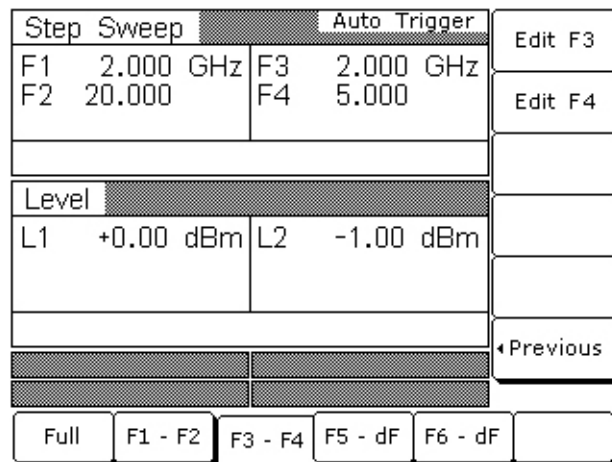 Step Sweep Auto Trigger
F1 2.000 GHz F3 2.000 GHz
F2 20.000 F4 5.000
Level
L1 +0.00 dBm L2 -1.00 dBm
Edit F3
Edit F4
Previous
Full F1 - F2 F3 - F4 F5 - dF F6 - dF